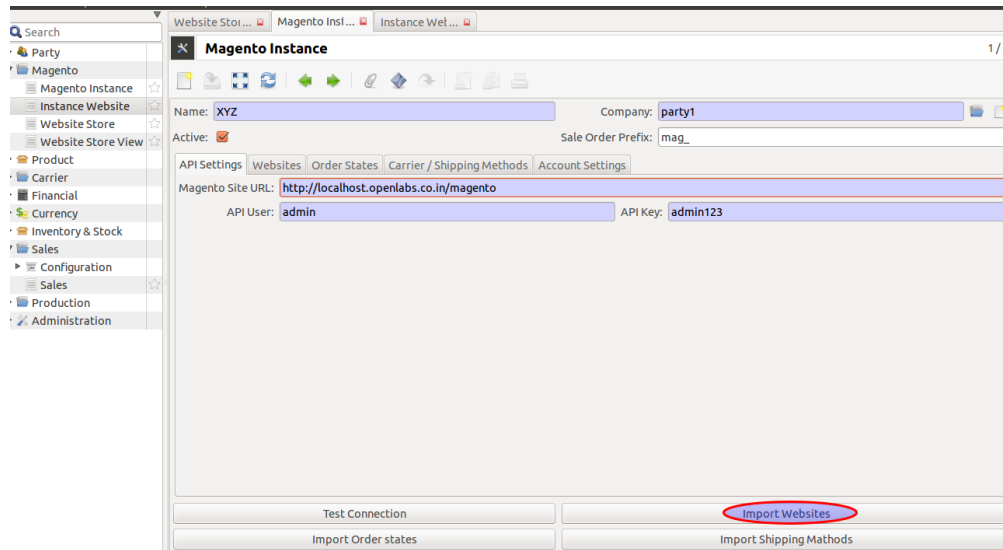 Website Stor... Magento Inst... Instance Wel...
Search
Magento Instance
1 /
Party
Magento
Magento Instance
Instance Website
Website Store
Website Store View
Product
Carrier
Financial
Currency
Inventory & Stock
Sales
Configuration
Sales
Production
Administration
Name: XYZ Company: party1
Active: Sale Order Prefix: mag_
API Settings Websites Order States Carrier / Shipping Methods Account Settings
Magento Site URL: http://localhost.openlabs.co.in/magento
API User: admin API Key: admin123
Test Connection Import Websites
Import Order states Import Shipping Mathods